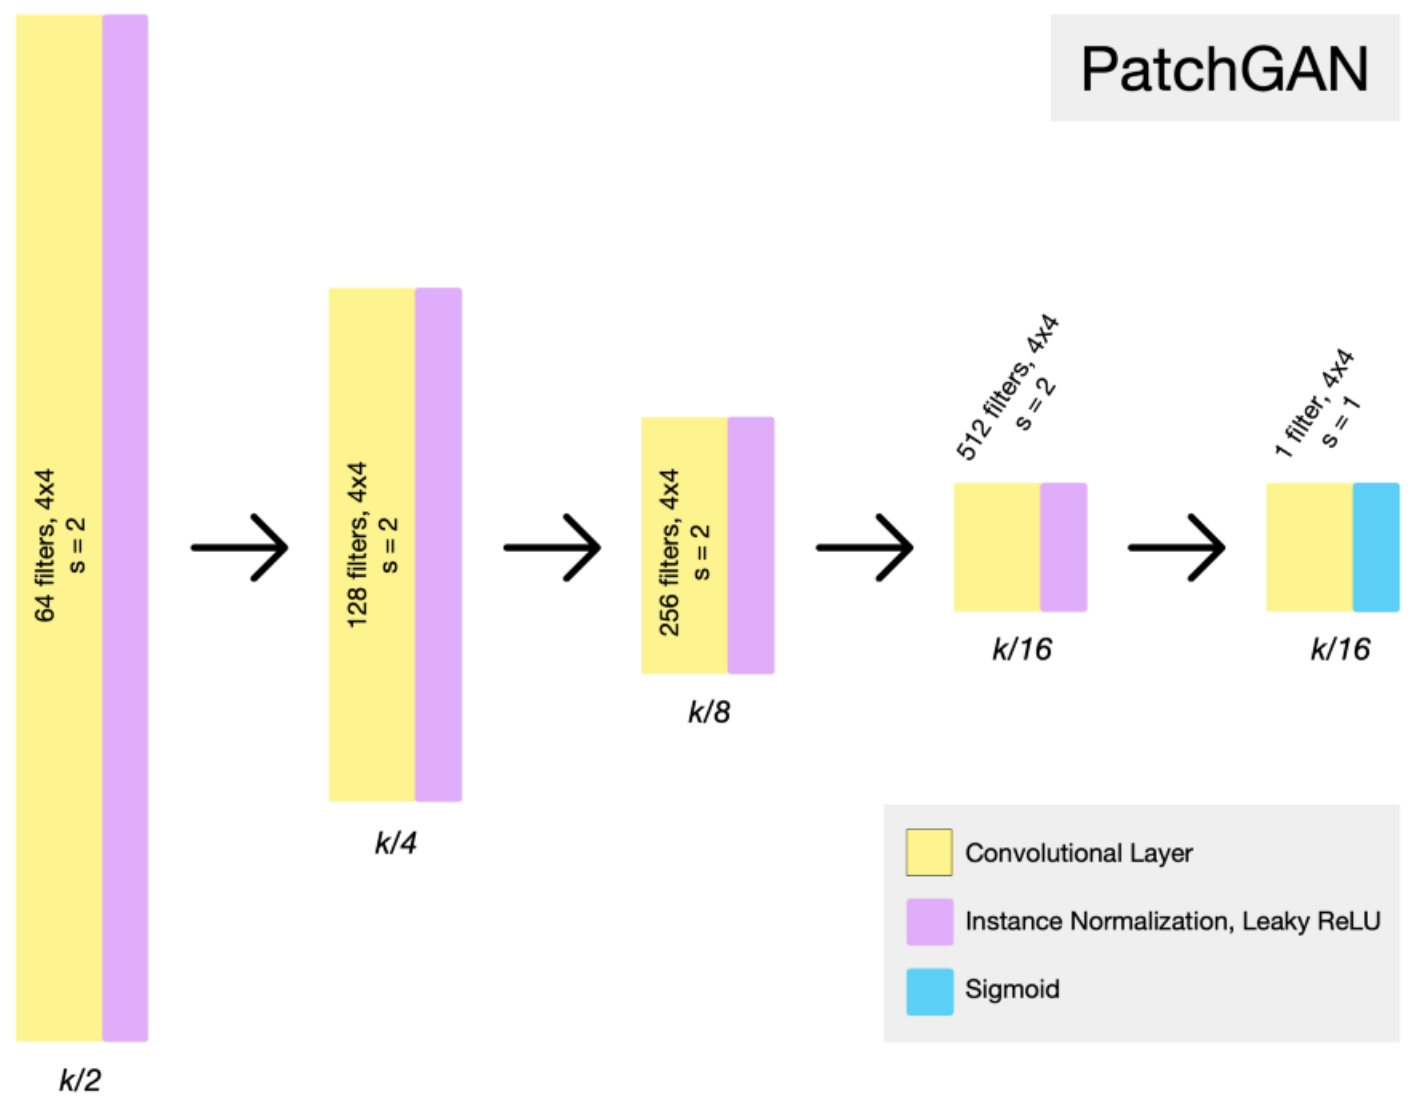 PatchGAN
64 filters, 4x4
s = 2
k/2
128 filters, 4x4
s = 2
k/4
256 filters, 4x4
s = 2
k/8
512 filters, 4x4
s = 2
k/16
1 filter, 4x4
s = 1
k/16
Convolutional Layer
Instance Normalization, Leaky ReLU
Sigmoid